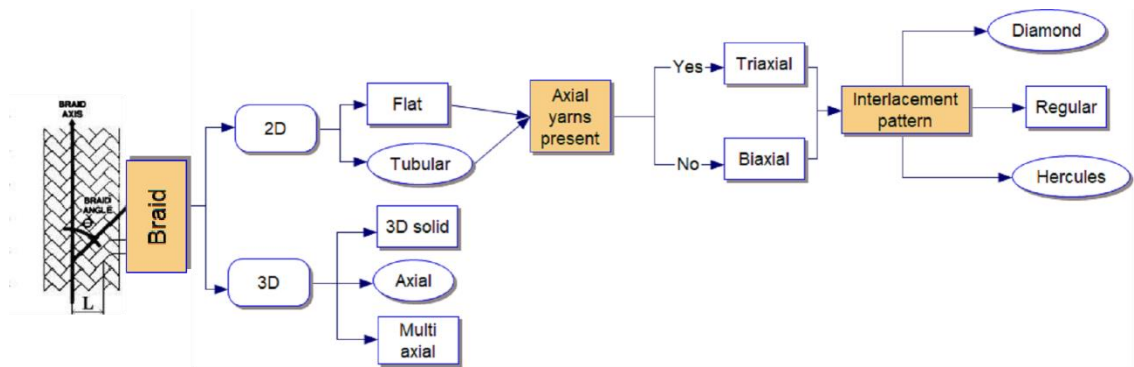 BRAID
AXIS
BRAID
ANGLE
L
Braid
2D
3D
Flat
Tubular
3D solid
Axial
Multi
axial
Axial
yarns
present
Yes
No
Triaxial
Biaxial
Interlacement
pattern
Diamond
Regular
Hercules